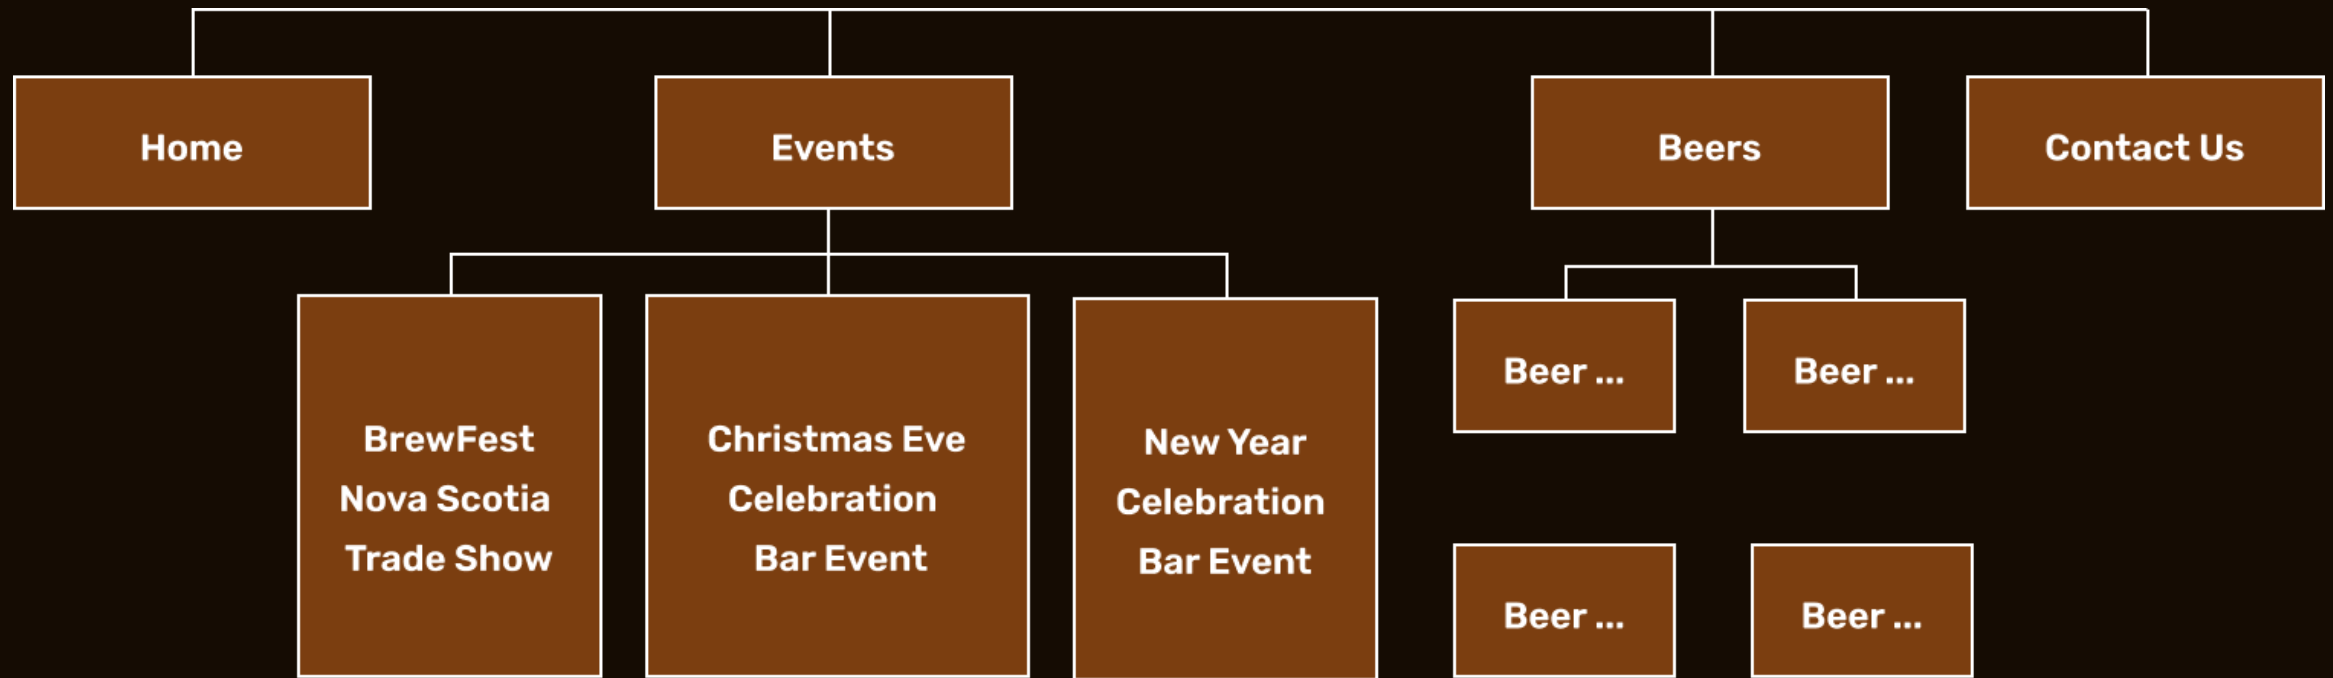 Home
Events
Beers
Contact Us
BrewFest
Nova Scotia
Trade Show
Christmas Eve
Celebration
Bar Event
New Year
Celebration
Bar Event
Beer ...
Beer ...
Beer ...
Beer ...